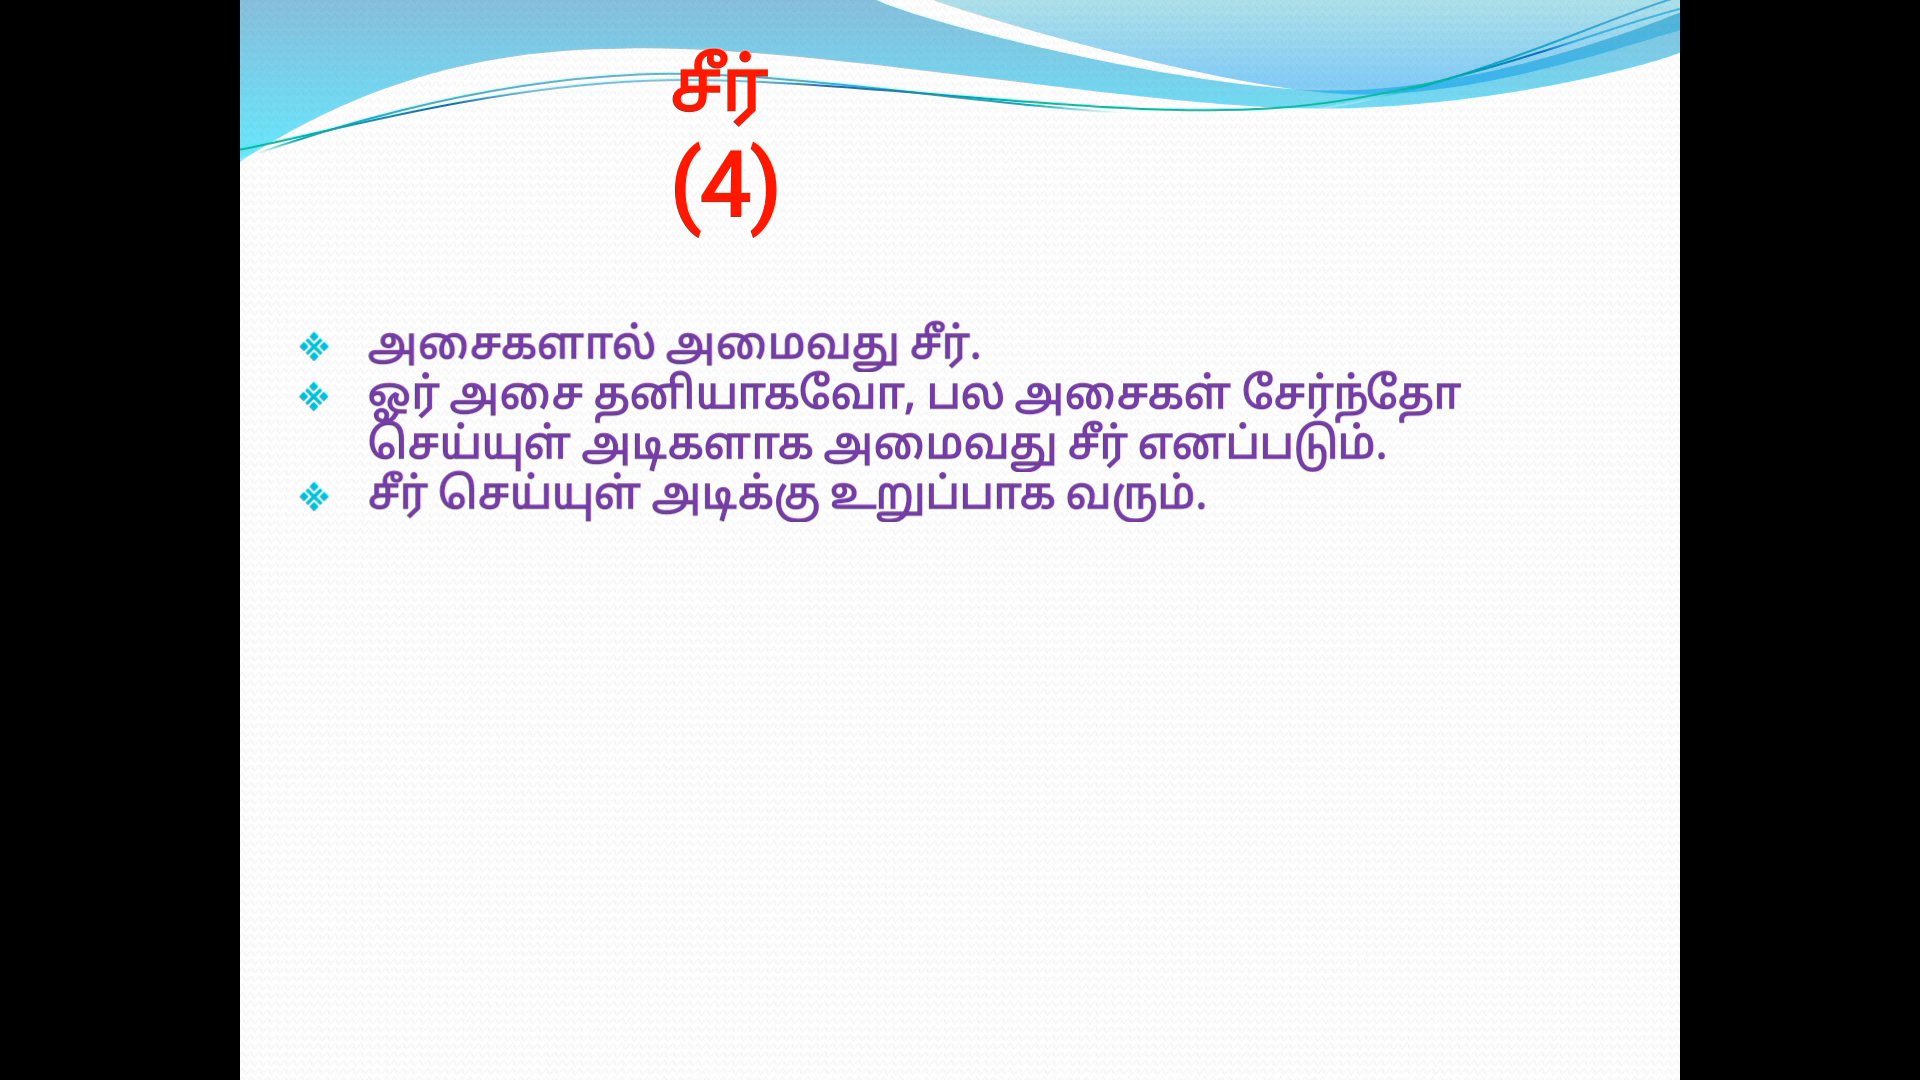 சீர்
(4)
அசைகளால் அமைவது சீர்.
ஓர் அசை தனியாகவோ, பல அசைகள் சேர்ந்தோ
செய்யுள் அடிகளாக அமைவது சீர் எனப்படும்.
சீர் செய்யுள் அடிக்கு உறுப்பாக வரும்.